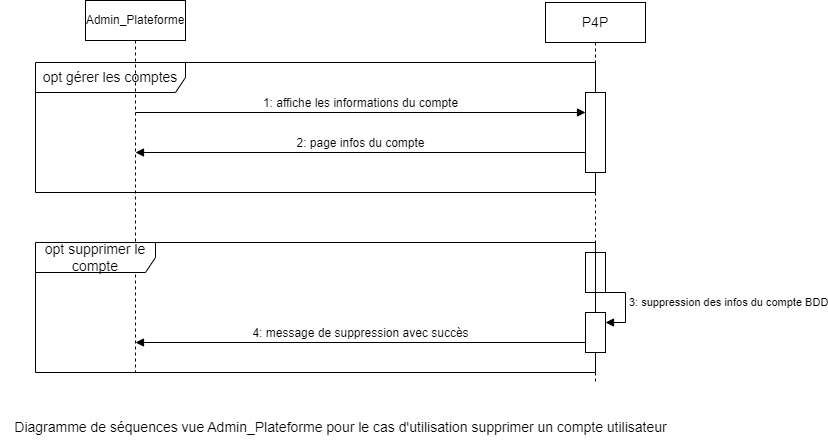 Admin_Plateforme
P4P
opt gérer les comptes
1: affiche les informations du compte
2: page infos du compte
opt supprimer le
compte
3: suppression des infos du compte BDD
4: message de suppression avec succès
Diagramme de séquences vue Admin_Plateforme pour le cas d'utilisation supprimer un compte utilisateur